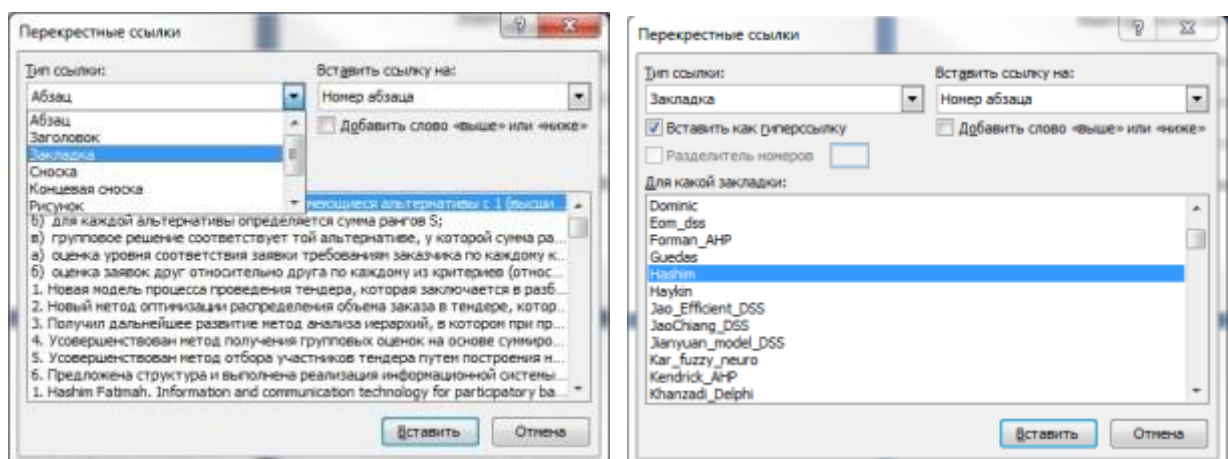 Перекрестные ссылки
Тип ссылки:
Вставить ссылку на:
Абзац
Номер абзаца
Абзац
Заголовок
Закладка
Сноска
Концевая сноска
Рисунок
Добавить слово «выше» или «ниже»
альтернативы с 1 (высши
б) для каждой альтернативы определяется сумма рангов S;
в) групповое решение соответствует той альтернативе, у которой сумма ра...
а) оценка уровня соответствия заявки требованиям заказчика по каждому к...
б) оценка заявок друг относительно друга по каждому из критериев (относ...
1. Новая модель процесса проведения тендера, которая заключается в разб...
2. Новый метод оптимизации распределения объема заказа в тендере, котор...
3. Получил дальнейшее развитие метод анализа иерархий, в котором при пр...
4. Усовершенствован метод получения групповых оценок на основе суммиро...
5. Усовершенствован метод отбора участников тендера путем построения н...
6. Предложена структура и выполнена реализация информационной системы...
1. Hashim Fatimah. Information and communication technology for participatory ba...
Вставить
Отмена
Перекрестные ссылки
Тип ссылки:
Вставить ссылку на:
Закладка
Номер абзаца
Вставить как гиперссылку
Добавить слово «выше» или «ниже»
Разделитель номеров
Для какой закладки:
Dominic
Eom_dss
Forman_AHP
Guedas
Hashim
Haykin
Jao_Efficient_DSS
JaoChiang_DSS
Jianyuan_model_DSS
Kar_fuzzy_neuro
Kendrick_AHP
Khanzadi_Delphi
Вставить
Отмена